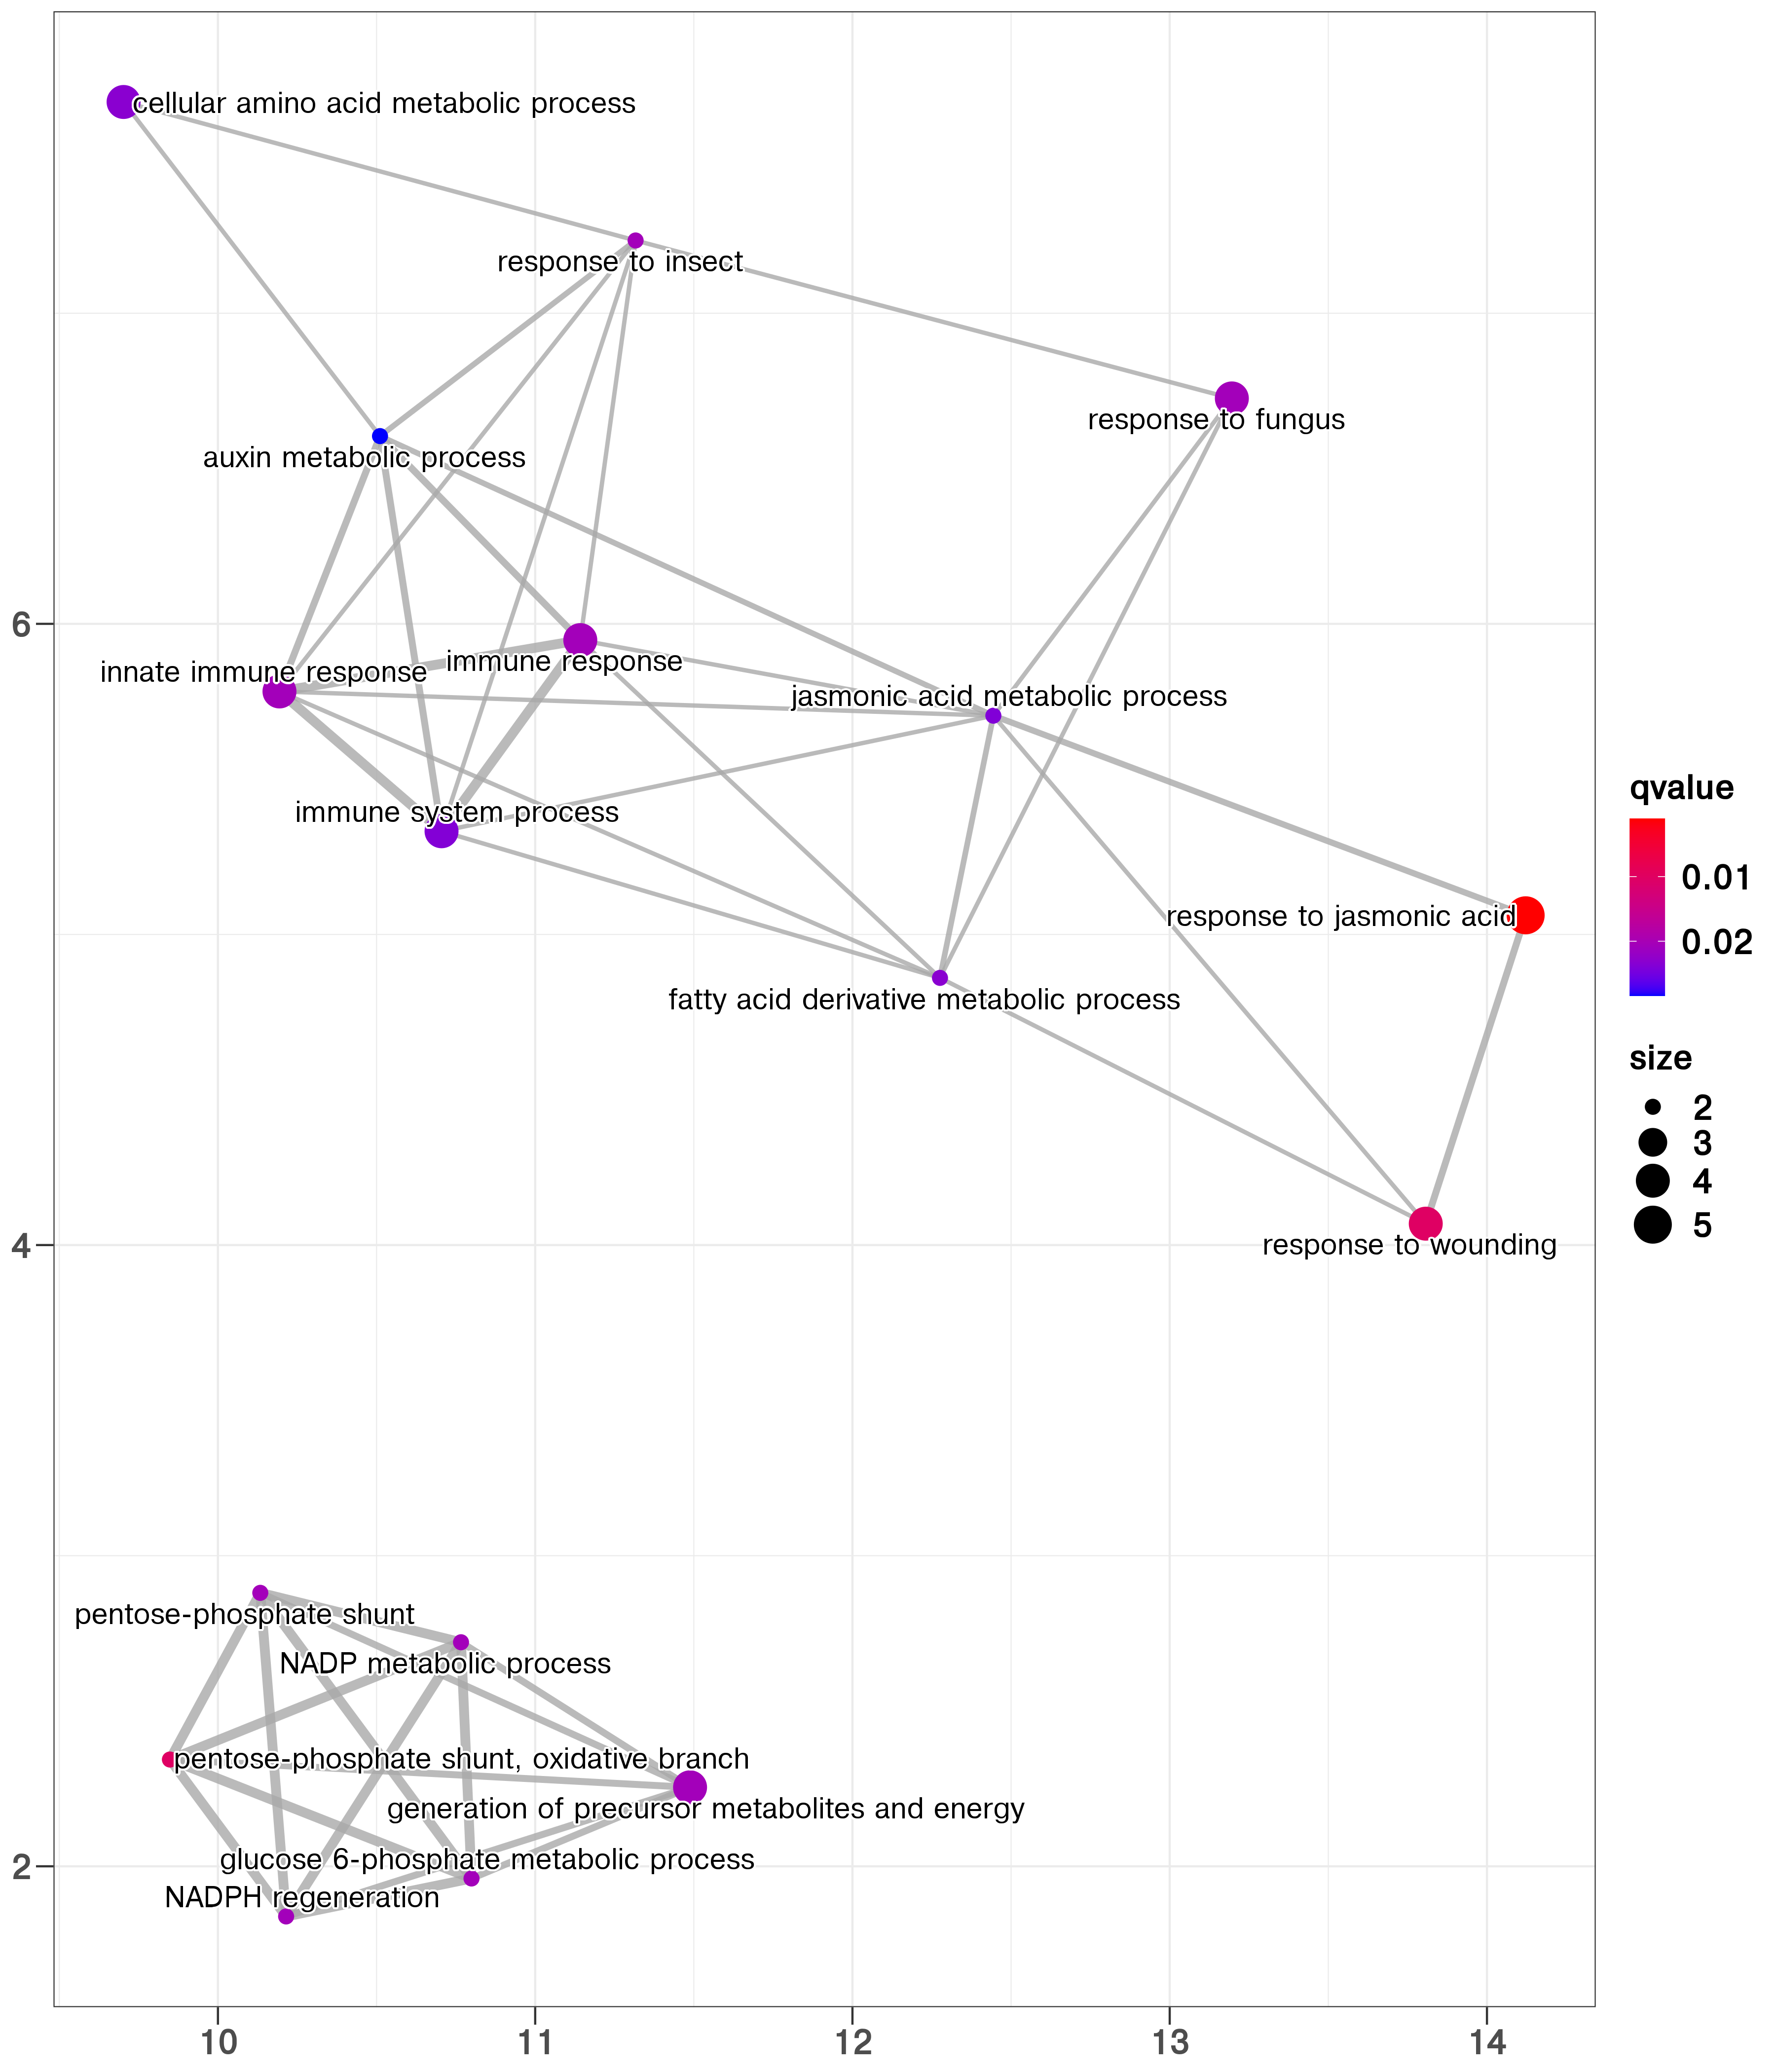 cellular amino acid metabolic process
response to insect
response to fungus
auxin metabolic process
innate immune response
immune response
jasmonic acid metabolic process
immune system process
response to jasmonic acid
fatty acid derivative metabolic process
response to wounding
pentose-phosphate shunt
NADP metabolic process
pentose-phosphate shunt, oxidative branch
generation of precursor metabolites and energy
glucose 6-phosphate metabolic process
NADPH regeneration
6
4
2
10
11
12
13
14
qvalue
0.01
0.02
size
2
3
4
5